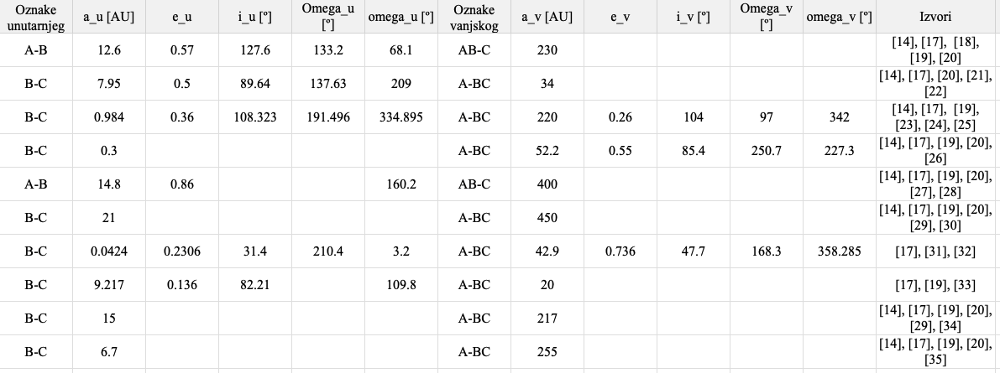 Oznake unutarnjeg a_u [AU] e_u i_u [°] Omega_u [°] omega_u [°] Oznake vanjskog a_v [AU] e_v i_v [°] Omega_v [°] omega_v [°] Izvori
A-B 12.6 0.57 127.6 133.2 68.1 AB-C 230 [14], [17], [18], [19], [20]
B-C 7.95 0.5 89.64 137.63 209 A-BC 34 [14], [17], [20], [21], [22]
B-C 0.984 0.36 108.323 191.496 334.895 A-BC 220 0.26 104 97 342 [14], [17], [19], [23], [24], [25]
B-C 0.3 A-BC 52.2 0.55 85.4 250.7 227.3 [14], [17], [19], [20], [26]
A-B 14.8 0.86 160.2 AB-C 400 [14], [17], [19], [20], [27], [28]
B-C 21 A-BC 450 [14], [17], [19], [20], [29], [30]
B-C 0.0424 0.2306 31.4 210.4 3.2 A-BC 42.9 0.736 47.7 168.3 358.285 [17], [31], [32]
B-C 9.217 0.136 82.21 109.8 A-BC 20 [17], [19], [33]
B-C 15 A-BC 217 [14], [17], [19], [20], [29], [34]
B-C 6.7 A-BC 255 [14], [17], [19], [20], [35]